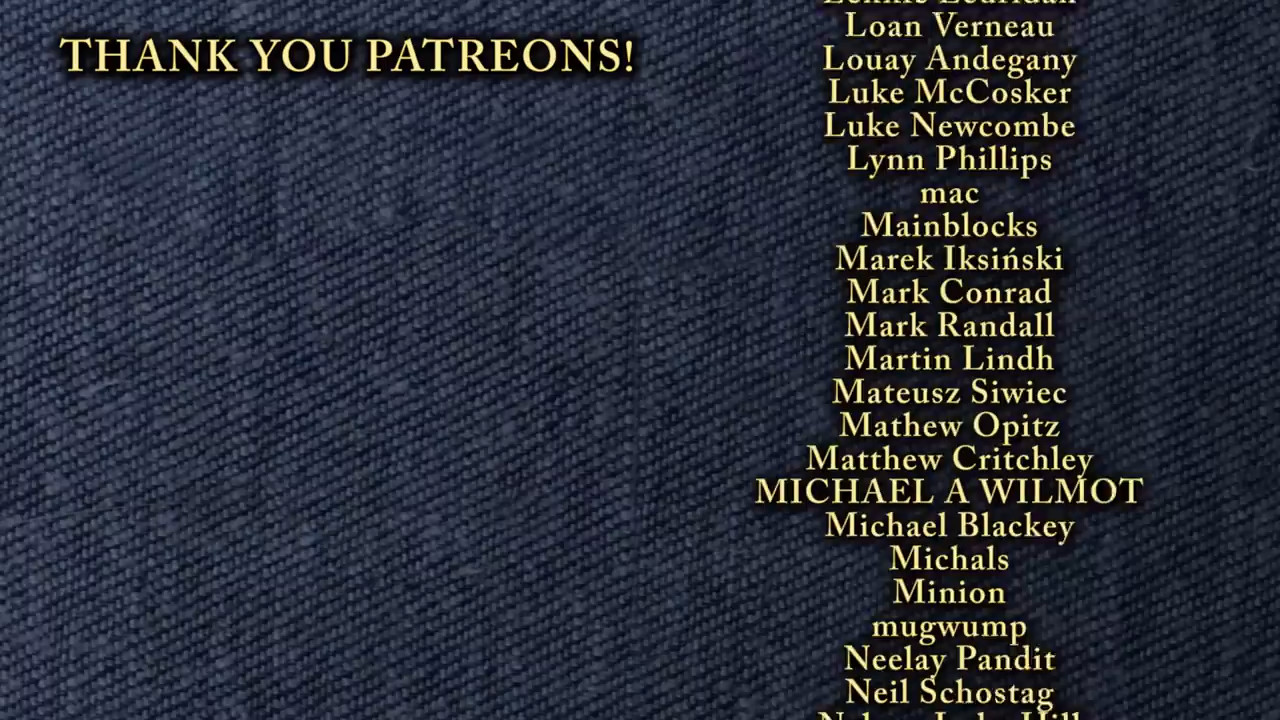 THANK YOU PATREONS!
Loan Verneau
Louay Andegany
Luke McCosker
Luke Newcombe
Lynn Phillips
mac
Mainblocks
Marek Iksiński
Mark Conrad
Mark Randall
Martin Lindh
Mateusz Siwiec
Mathew Opitz
Matthew Critchley
MICHAEL A WILMOT
Michael Blackey
Michals
Minion
mugwump
Neelay Pandit
Neil Schostag